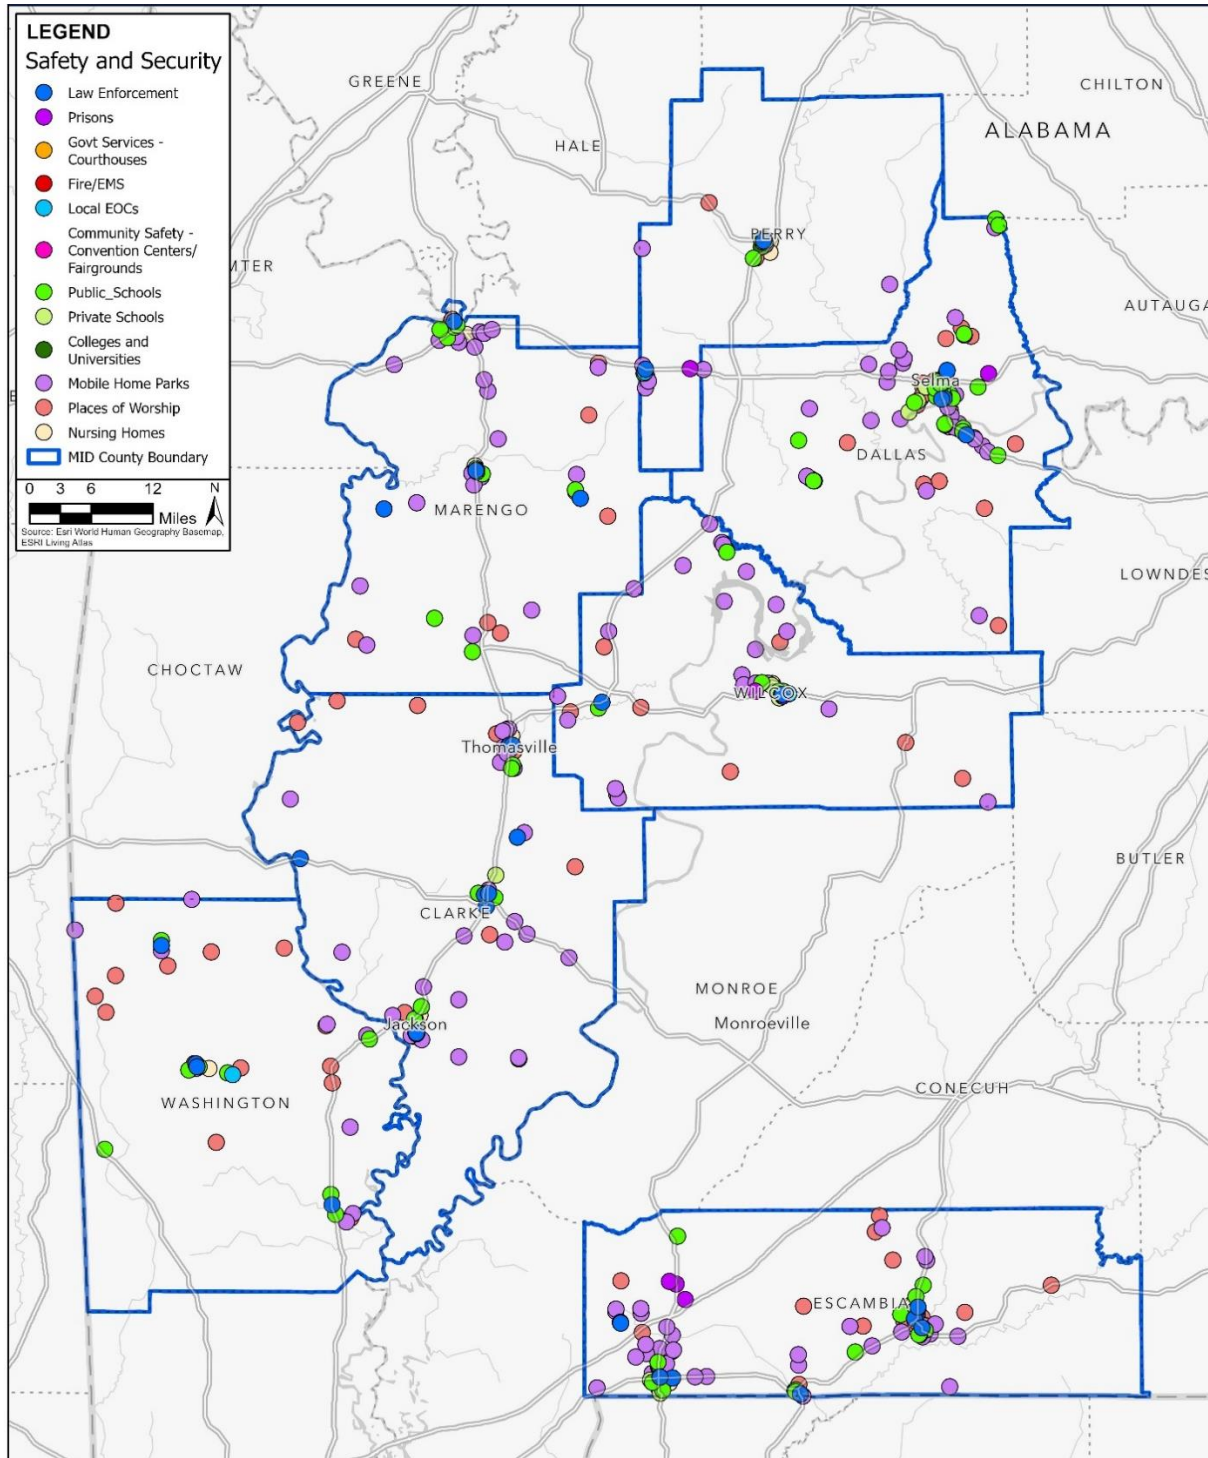 LEGEND
Safety and Security
Law Enforcement
Prisons
Govt Services -
Courthouses
Fire/EMS
Local EOCs
Community Safety -
Convention Centers/
Fairgrounds
Public_Schools
Private Schools
Colleges and
Universities
Mobile Home Parks
Places of Worship
Nursing Homes
MID County Boundary
0 3 6 12
Miles
N
Source: Esri World Human Geography Basemap,
ESRI Living Atlas
GREENE
CHILTON
ALABAMA
HALE
PERRY
MTER
AUTAUGA
Selma
DALLAS
MARENGO
LOWNDES
CHOCTAW
WILCOX
Thomasville
BUTLER
CLARKE
MONROE
Monroeville
Jackson
CONECUH
WASHINGTON
ESCAMBIA